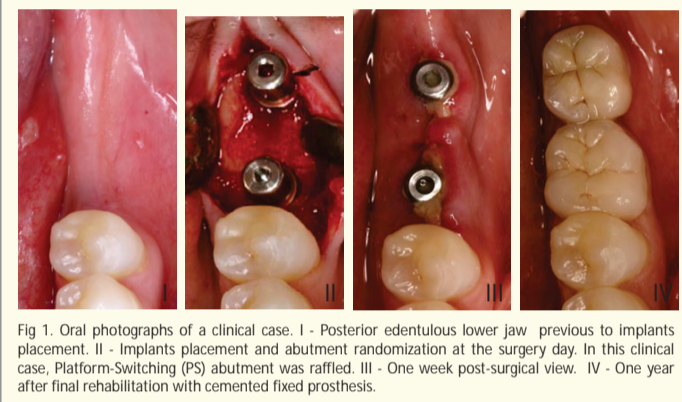 I
II
III
IV
Fig 1. Oral photographs of a clinical case. I - Posterior edentulous lower jaw previous to implants
placement. II - Implants placement and abutment randomization at the surgery day. In this clinical
case, Platform-Switching (PS) abutment was raffled. III - One week post-surgical view. IV - One year
after final rehabilitation with cemented fixed prosthesis.